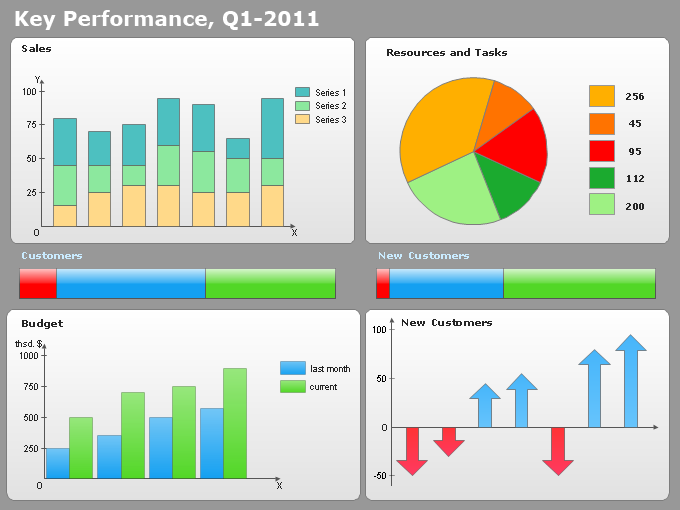 Key Performance, Q1-2011
Sales
Y
100
75
50
25
O
X
Series 1
Series 2
Series 3
Resources and Tasks
256
45
95
112
200
Customers
New Customers
Budget
thsd. $
1000
750
500
250
O
X
last month
current
New Customers
100
50
0
-50